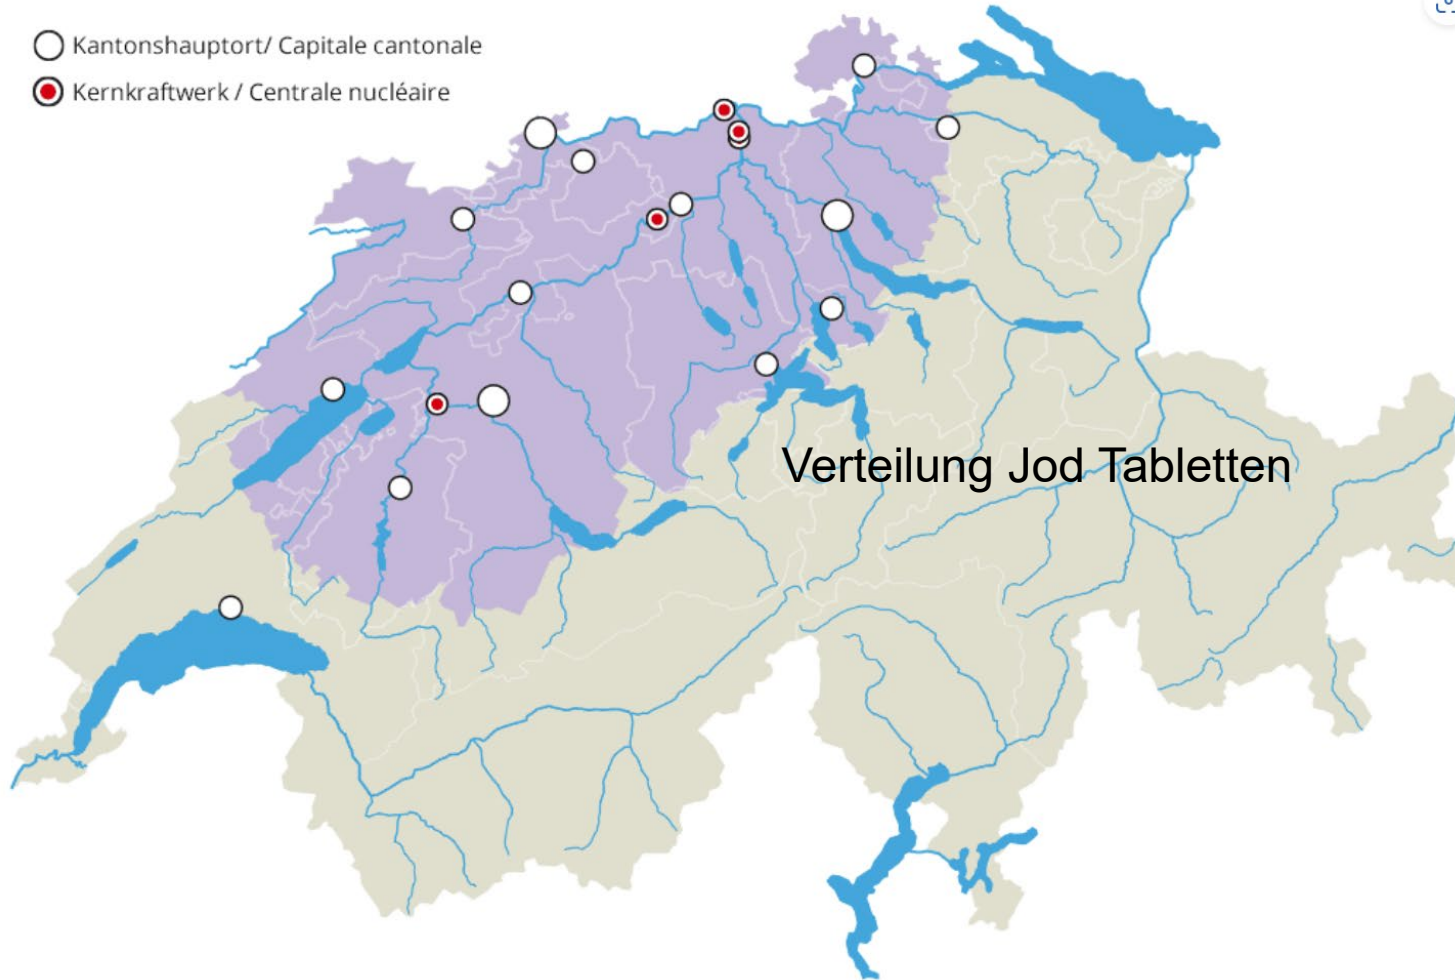 Kantonshauptort/ Capitale cantonale
Kernkraftwerk / Centrale nucléaire
Verteilung Jod Tabletten